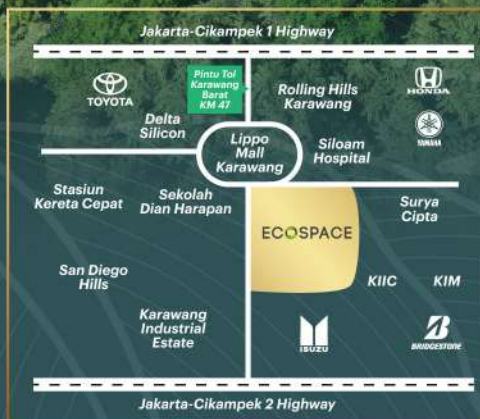 Jakarta-Cikampek 1 Highway
TOYOTA
Pintu Tol
Karawang
Barat
KM 47
Rolling Hills
Karawang
HONDA
YAMAHA
Delta
Silicon
Lippo
Mall
Karawang
Siloam
Hospital
Stasiun
Kereta Cepat
Sekolah
Dian Harapan
Surya
Cipta
ECOSPACE
San Diego
Hills
KIIC
KIM
Karawang
Industrial
Estate
ISUZU
BRIDGESTONE
Jakarta-Cikampek 2 Highway